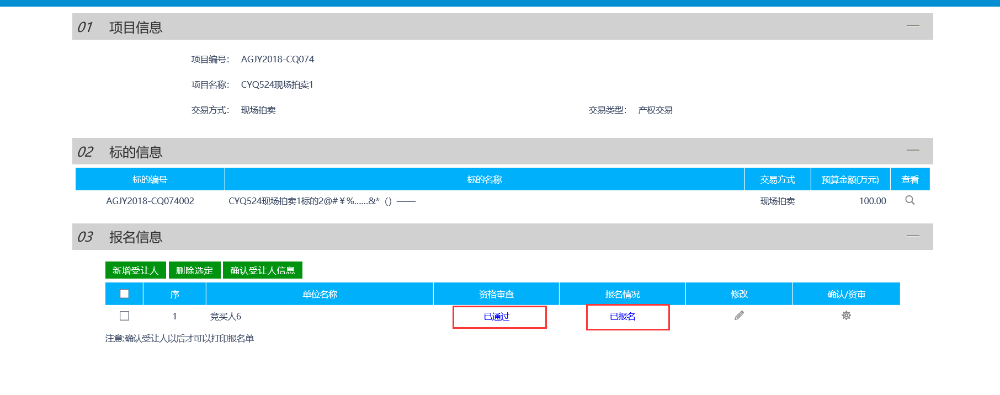 01 项目信息
项目编号： AGJY2018-CQ074
项目名称： CYQ524现场拍卖1
交易方式： 现场拍卖 交易类型： 产权交易
02 标的信息
标的编号 标的名称 交易方式 预算金额(万元) 查看
AGJY2018-CQ074002 CYQ524现场拍卖1标的2@#￥%……&*（）—— 现场拍卖 100.00
03 报名信息
新增受让人 删除选定 确认受让人信息
序 单位名称 资格审查 报名情况 修改 确认/资审
1 竞买人6 已通过 已报名
注意:确认受让人以后才可以打印报名单